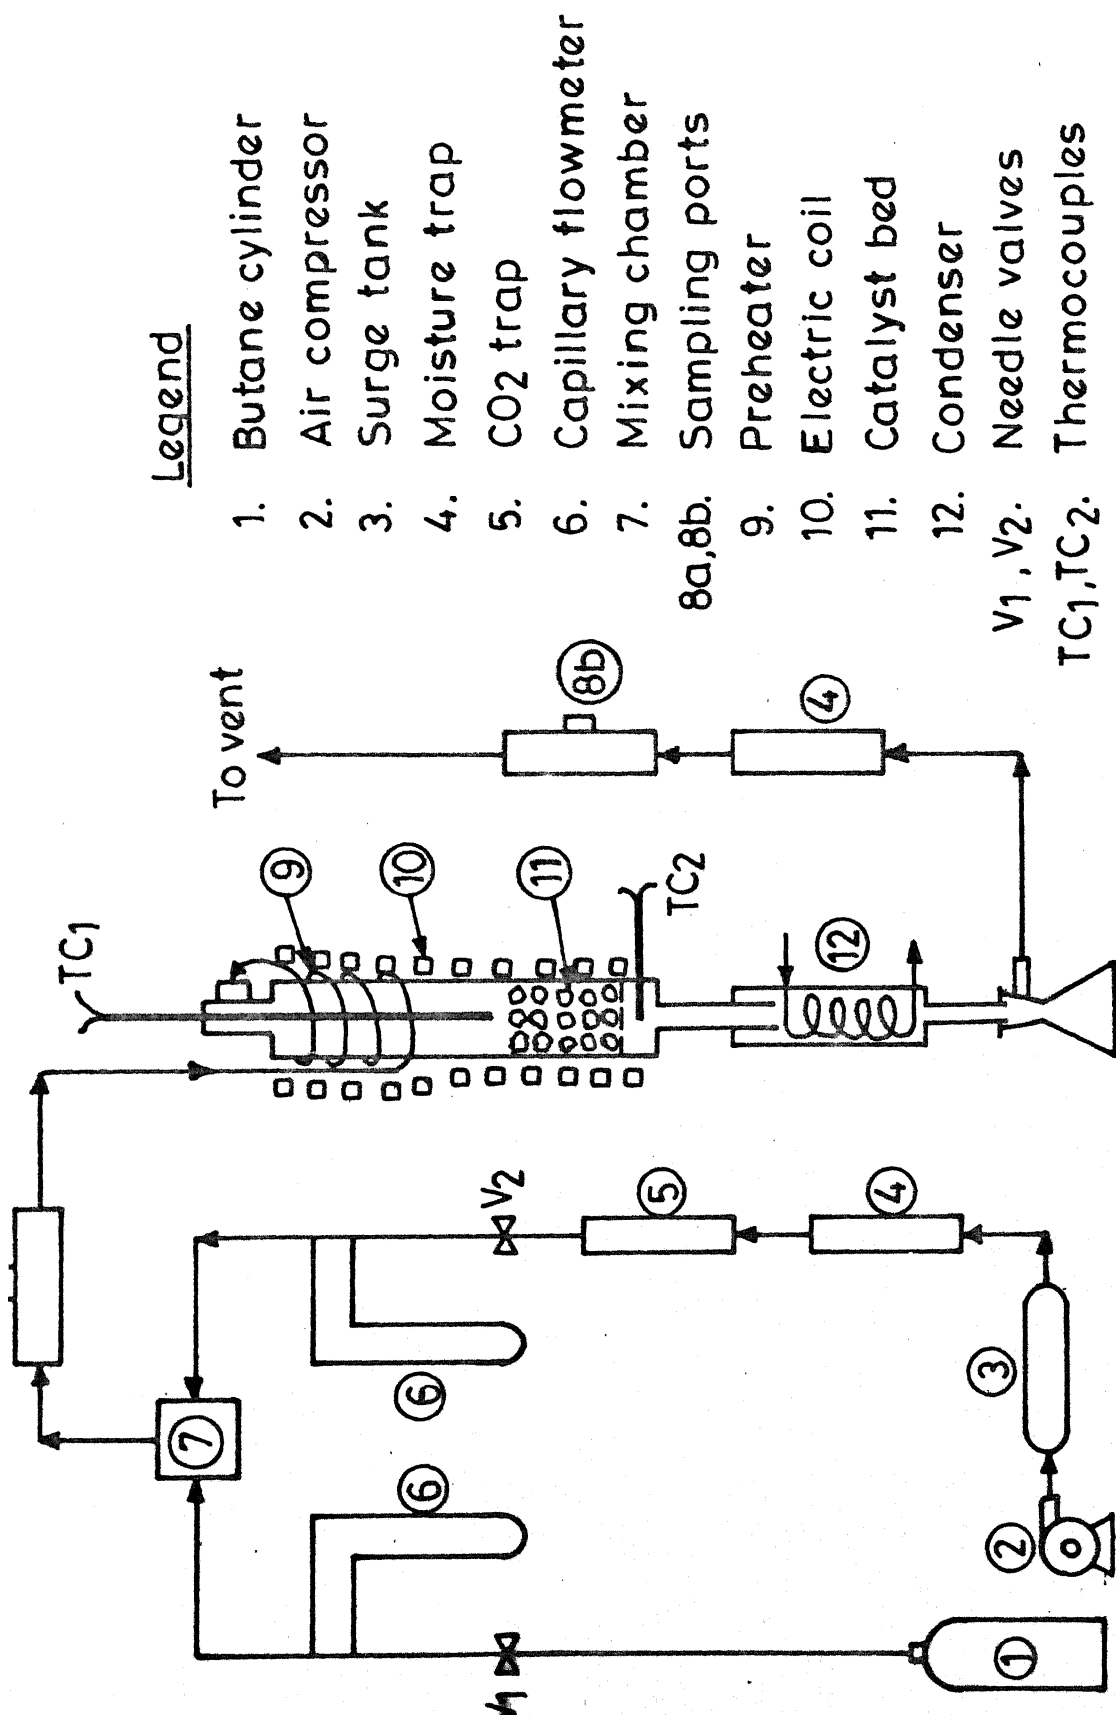 TC1
To vent
9
10
11
TC2
12
8b
4
7
6
6
V1
V2
5
4
3
2
1
Legend
1. Butane cylinder
2. Air compressor
3. Surge tank
4. Moisture trap
5. CO2 trap
6. Capillary flowmeter
7. Mixing chamber
8a,8b. Sampling ports
9. Preheater
10. Electric coil
11. Catalyst bed
12. Condenser
V1, V2. Needle valves
TC1,TC2. Thermocouples